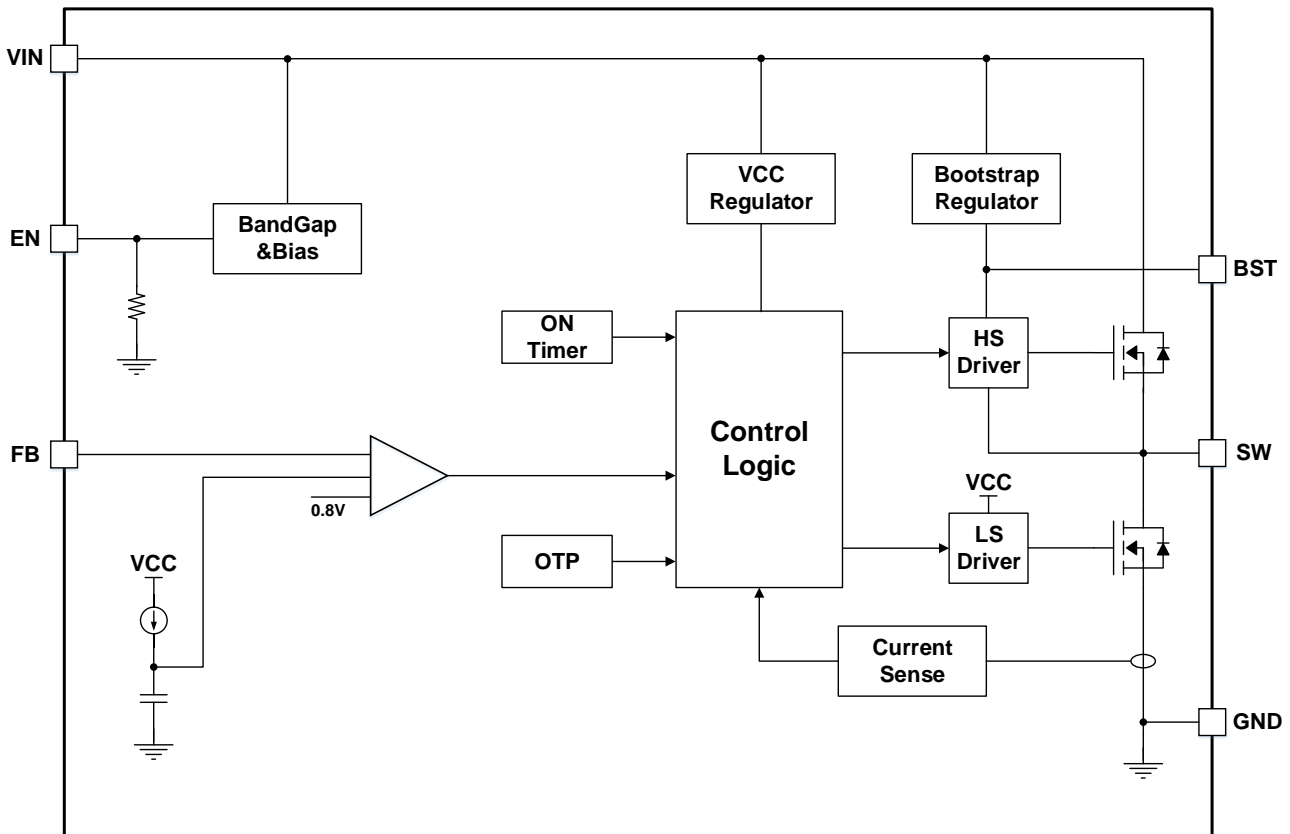 VIN
VCC
Regulator
Bootstrap
Regulator
EN
BandGap
&Bias
BST
ON
Timer
HS
Driver
FB
Control
Logic
SW
0.8V
VCC
LS
Driver
OTP
VCC
Current
Sense
GND